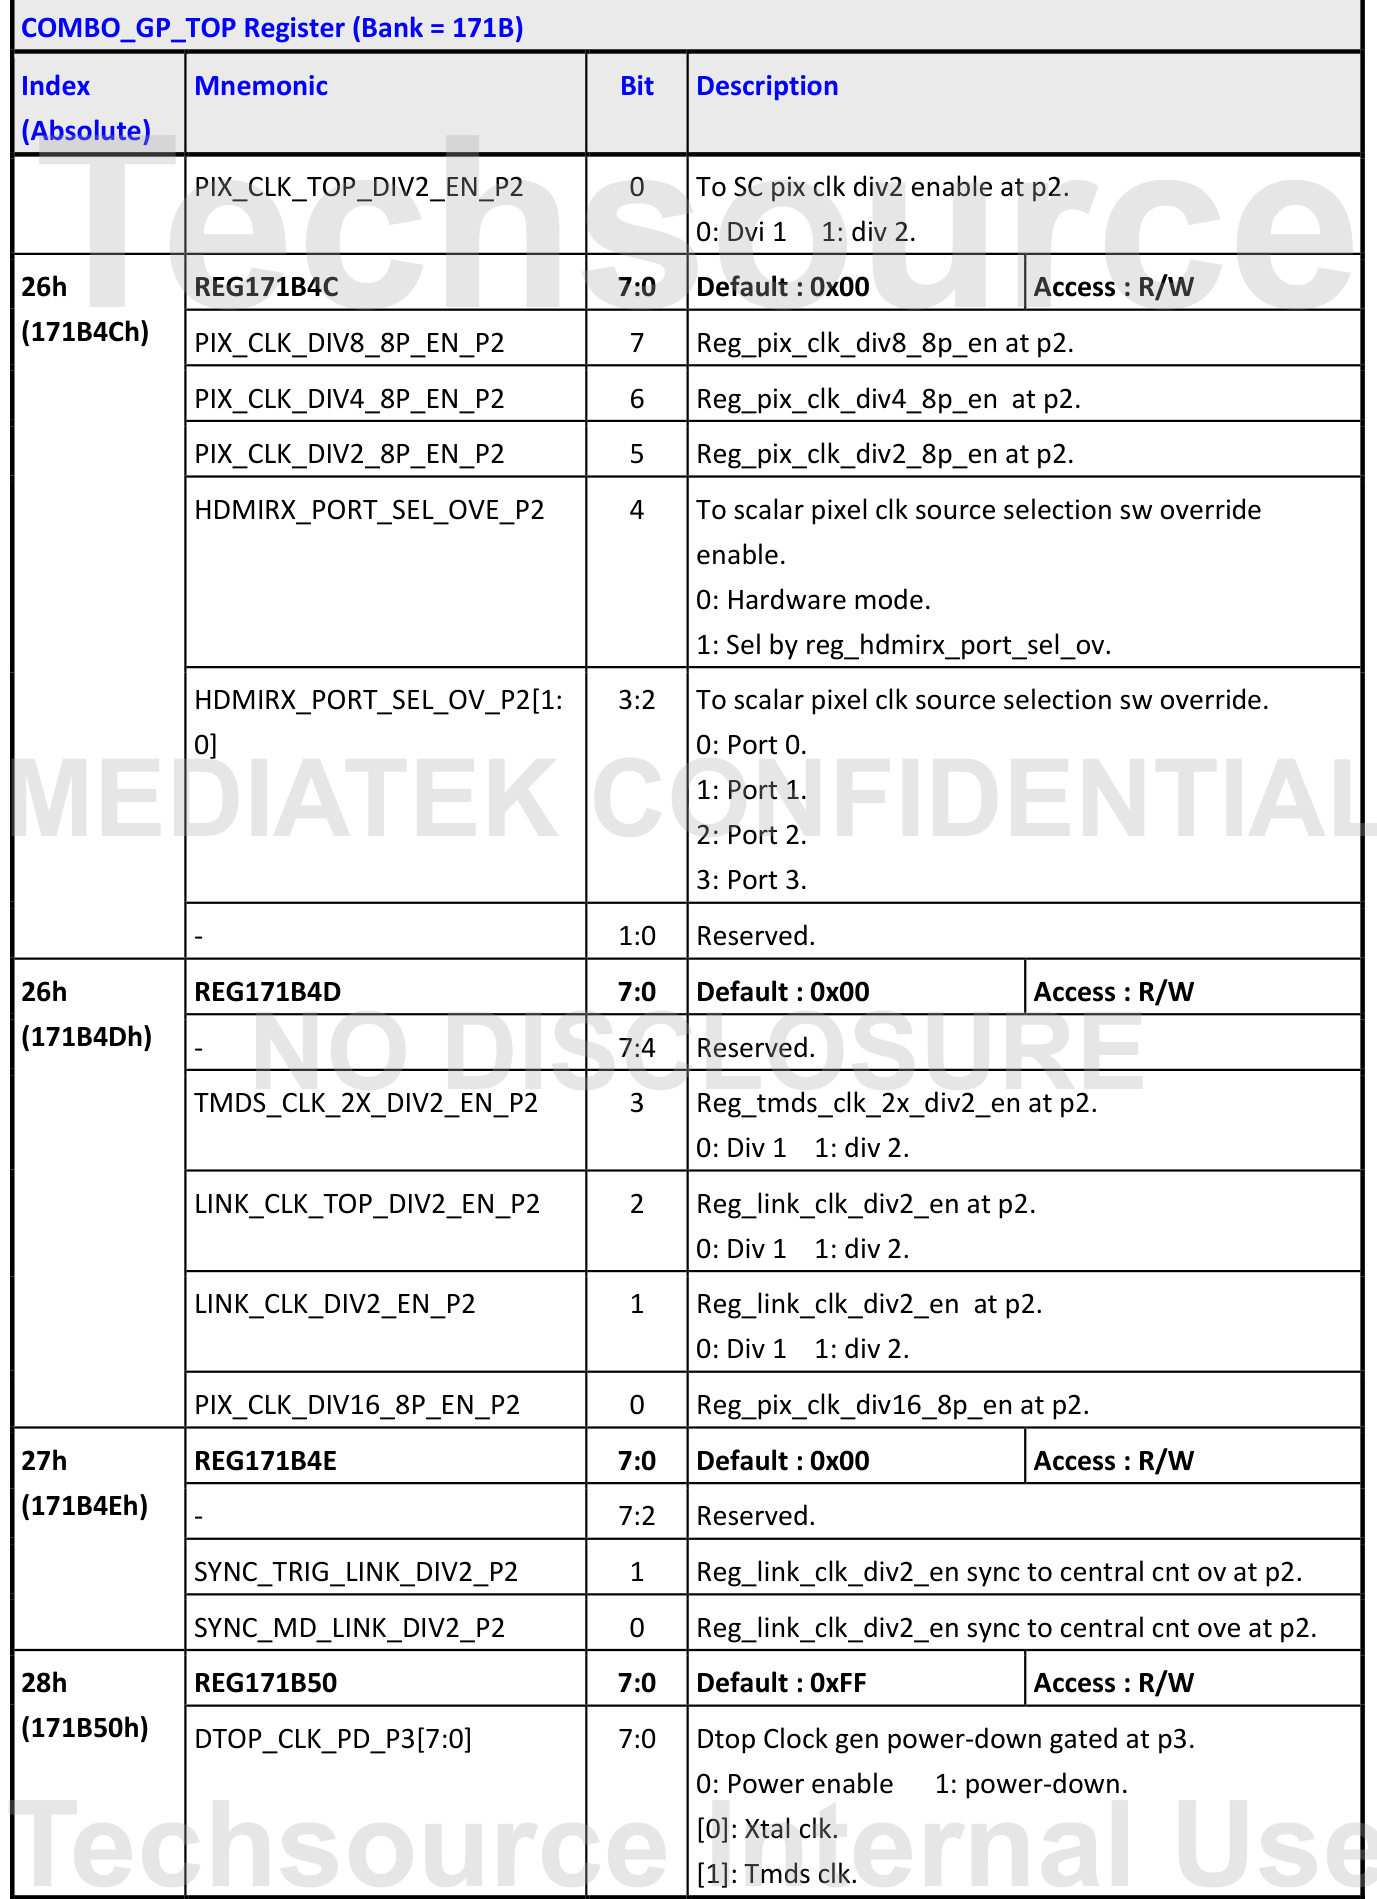 COMBO_GP_TOP Register (Bank = 171B)
Index (Absolute) Mnemonic Bit Description
PIX_CLK_TOP_DIV2_EN_P2 0 To SC pix clk div2 enable at p2.
0: Dvi 1 1: div 2.
26h REG171B4C 7:0 Default : 0x00 Access : R/W
(171B4Ch)
PIX_CLK_DIV8_8P_EN_P2 7 Reg_pix_clk_div8_8p_en at p2.
PIX_CLK_DIV4_8P_EN_P2 6 Reg_pix_clk_div4_8p_en at p2.
PIX_CLK_DIV2_8P_EN_P2 5 Reg_pix_clk_div2_8p_en at p2.
HDMIRX_PORT_SEL_OVE_P2 4 To scalar pixel clk source selection sw override
enable.
0: Hardware mode.
1: Sel by reg_hdmirx_port_sel_ov.
HDMIRX_PORT_SEL_OV_P2[1: 3:2 To scalar pixel clk source selection sw override.
0] 0: Port 0.
1: Port 1.
2: Port 2.
3: Port 3.
- 1:0 Reserved.
26h REG171B4D 7:0 Default : 0x00 Access : R/W
(171B4Dh)
- 7:4 Reserved.
TMDS_CLK_2X_DIV2_EN_P2 3 Reg_tmds_clk_2x_div2_en at p2.
0: Div 1 1: div 2.
LINK_CLK_TOP_DIV2_EN_P2 2 Reg_link_clk_div2_en at p2.
0: Div 1 1: div 2.
LINK_CLK_DIV2_EN_P2 1 Reg_link_clk_div2_en at p2.
0: Div 1 1: div 2.
PIX_CLK_DIV16_8P_EN_P2 0 Reg_pix_clk_div16_8p_en at p2.
27h REG171B4E 7:0 Default : 0x00 Access : R/W
(171B4Eh)
- 7:2 Reserved.
SYNC_TRIG_LINK_DIV2_P2 1 Reg_link_clk_div2_en sync to central cnt ov at p2.
SYNC_MD_LINK_DIV2_P2 0 Reg_link_clk_div2_en sync to central cnt ove at p2.
28h REG171B50 7:0 Default : 0xFF Access : R/W
(171B50h)
DTOP_CLK_PD_P3[7:0] 7:0 Dtop Clock gen power-down gated at p3.
0: Power enable 1: power-down.
[0]: Xtal clk.
[1]: Tmds clk.
Techsource
MEDIATEK CONFIDENTIAL
NO DISCLOSURE
Techsource Internal Use